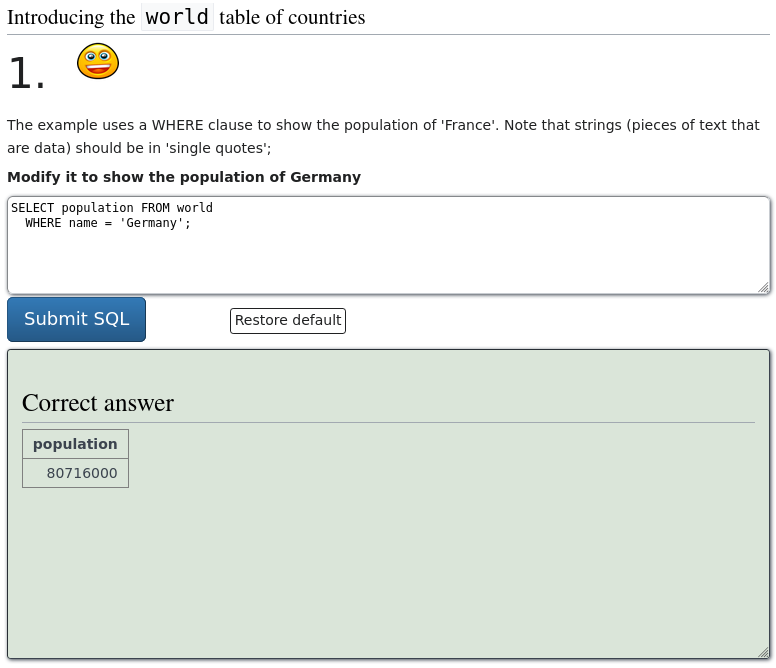 Introducing the world table of countries
1.
The example uses a WHERE clause to show the population of 'France'. Note that strings (pieces of text that
are data) should be in 'single quotes';
Modify it to show the population of Germany
SELECT population FROM world
  WHERE name = 'Germany';
Submit SQL
Restore default
Correct answer
population
80716000